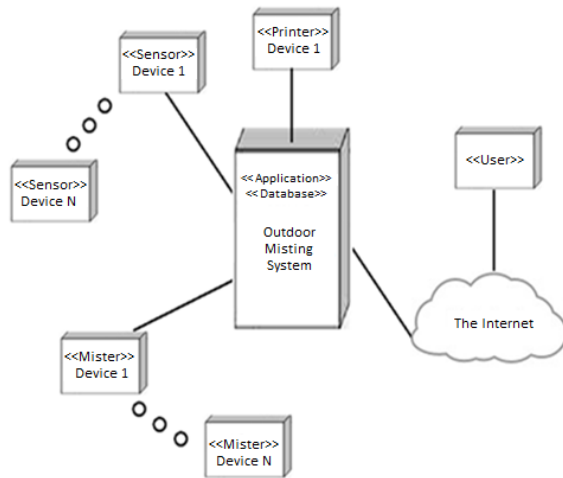 <<Printer>>
Device 1
<<Sensor>>
Device 1
<<Sensor>>
Device N
<<User>>
<<Application>>
<<Database>>
Outdoor
Misting
System
The Internet
<<Mister>>
Device 1
<<Mister>>
Device N